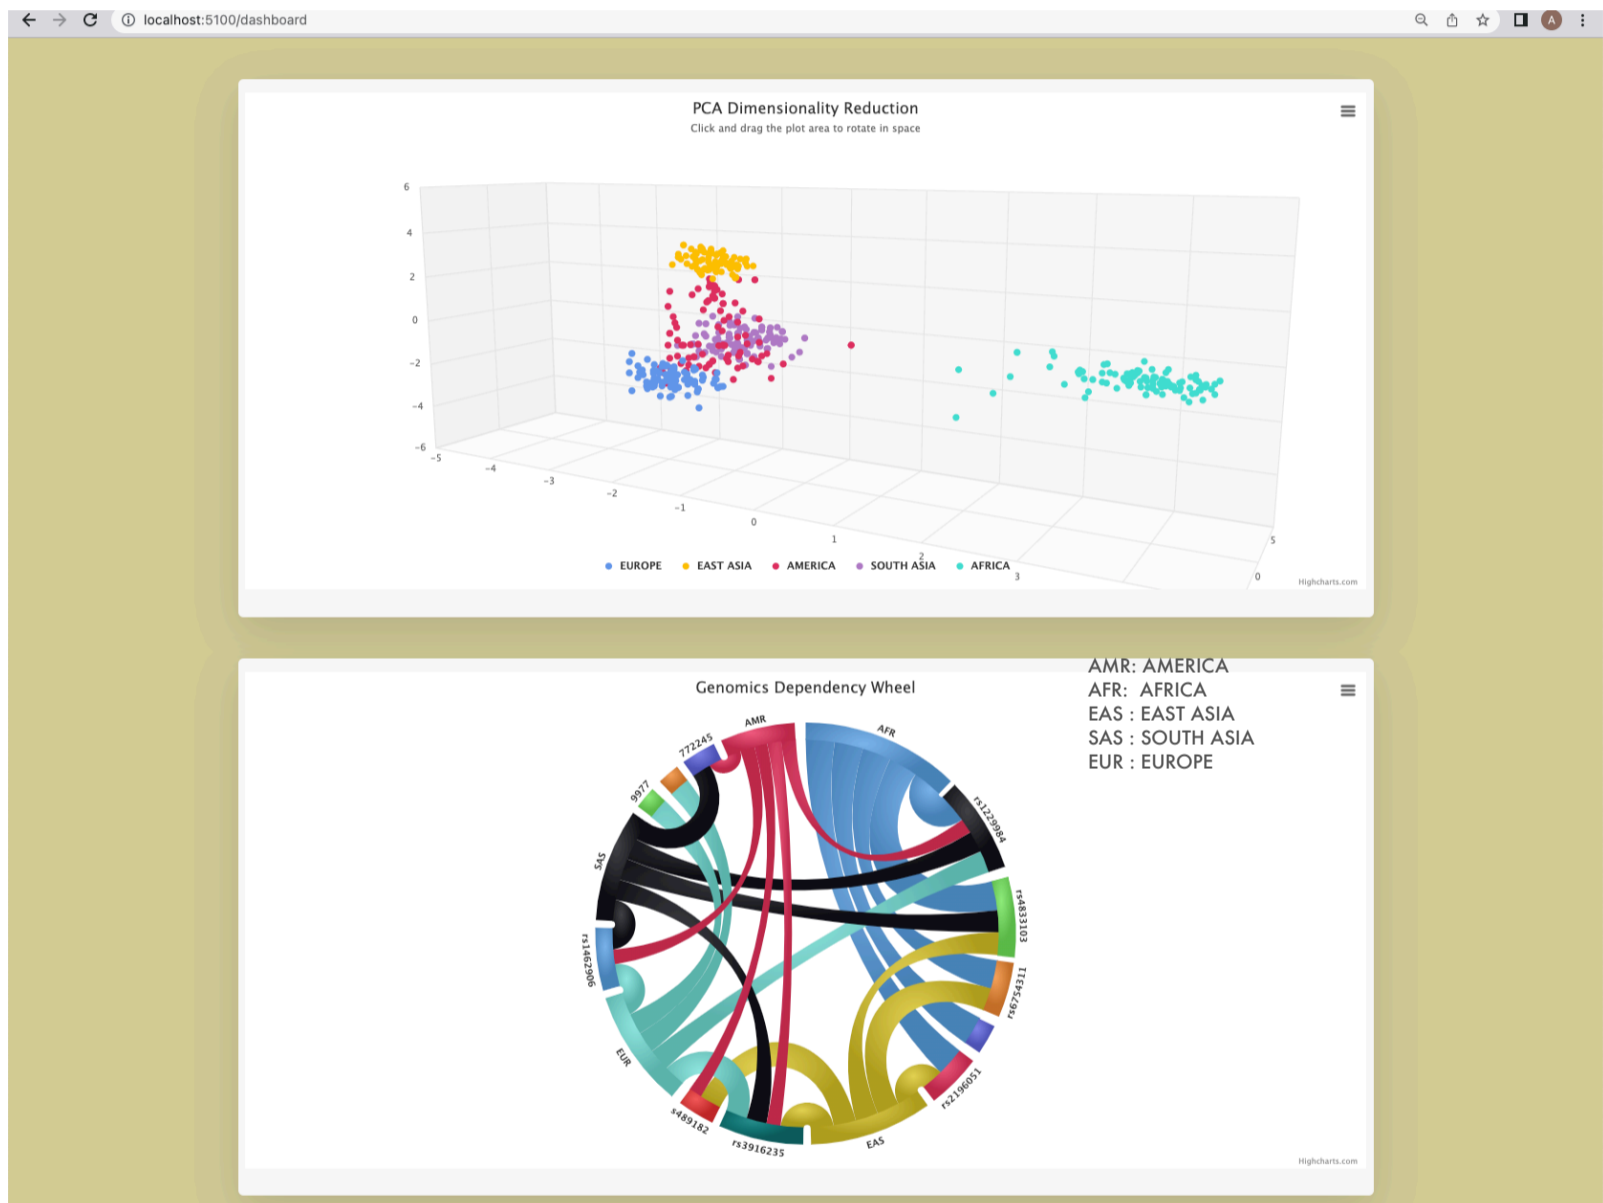 localhost:5100/dashboard
A
PCA Dimensionality Reduction
Click and drag the plot area to rotate in space
6
4
2
0
−2
−4
−6
−5
−4
−3
−2
−1
0
1
2
3
5
0
EUROPE EAST ASIA AMERICA SOUTH ASIA AFRICA
Highcharts.com
AMR: AMERICA
AFR: AFRICA
EAS : EAST ASIA
SAS : SOUTH ASIA
EUR : EUROPE
Genomics Dependency Wheel
AMR
AFR
rs1229984
rs4833103
rs6754311
rs2196051
EAS
rs3916235
s489182
EUR
rs1462906
SAS
9977
772245
Highcharts.com